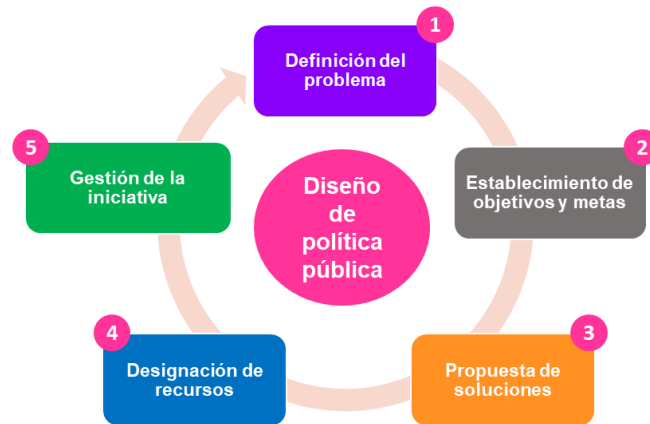 1
Definición del
problema
2
Establecimiento de
objetivos y metas
3
Propuesta de
soluciones
4
Designación de
recursos
5
Gestión de la
iniciativa
Diseño
de
política
pública